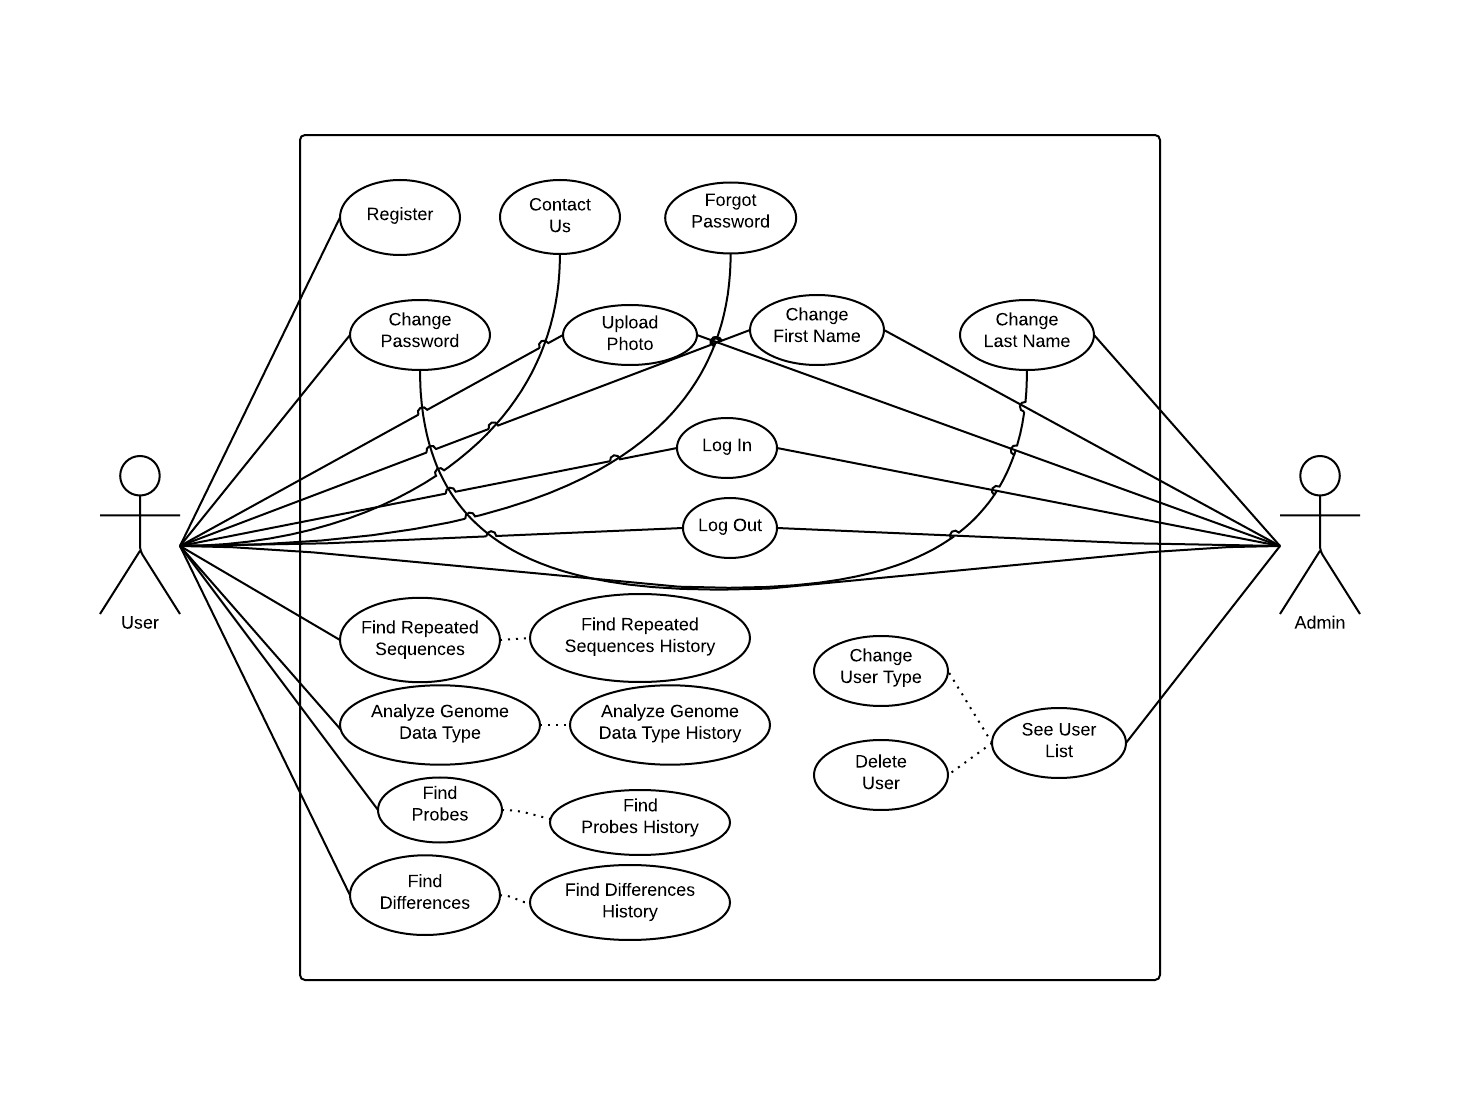 Register
Contact
Us
Forgot
Password
Change
Password
Upload
Photo
Change
First Name
Change
Last Name
Log In
Log Out
User
Admin
Find Repeated
Sequences
Find Repeated
Sequences History
Change
User Type
Analyze Genome
Data Type
Analyze Genome
Data Type History
See User
List
Delete
User
Find
Probes
Find
Probes History
Find
Differences
Find Differences
History